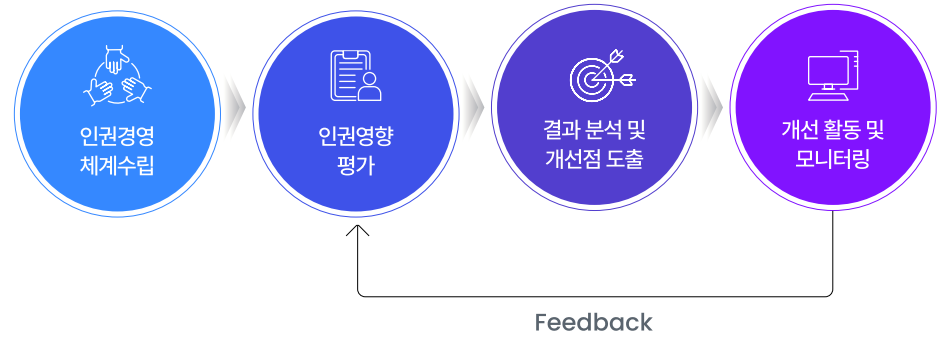 인권경영
체계수립
인권영향
평가
결과 분석 및
개선점 도출
개선 활동 및
모니터링
Feedback